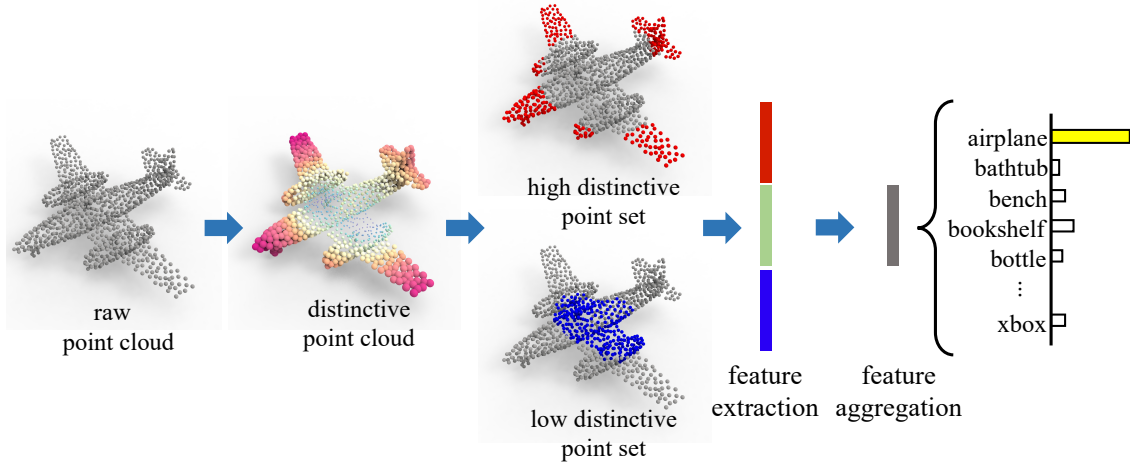 raw
point cloud
distinctive
point cloud
high distinctive
point set
low distinctive
point set
feature
extraction
feature
aggregation
airplane
bathtub
bench
bookshelf
bottle
⋮
xbox